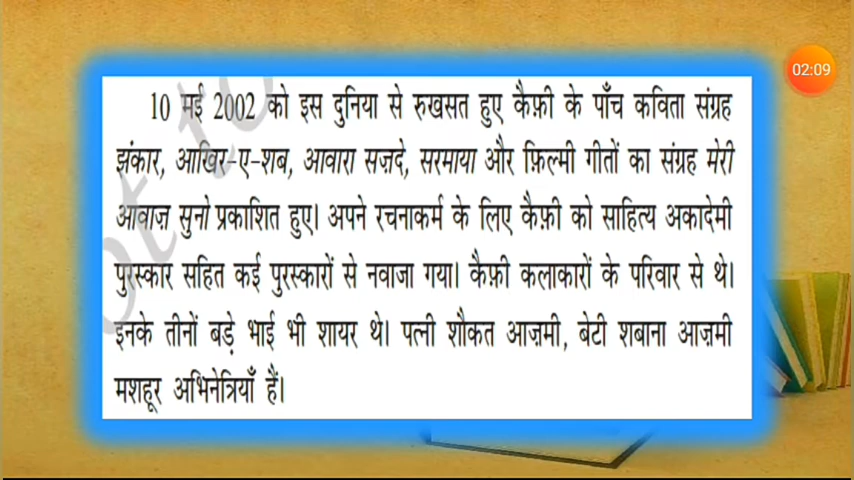 02:09
10 मई 2002 को इस दुनिया से रुखसत हुए कैफ़ी के पाँच कविता संग्रह
झंकार, आखिर-ए-शब, आवारा सज़दे, सरमाया और फ़िल्मी गीतों का संग्रह मेरी
आवाज़ सुनो प्रकाशित हुए। अपने रचनाकर्म के लिए कैफ़ी को साहित्य अकादेमी
पुरस्कार सहित कई पुरस्कारों से नवाजा गया। कैफ़ी कलाकारों के परिवार से थे।
इनके तीनों बड़े भाई भी शायर थे। पत्नी शौकत आज़मी, बेटी शबाना आज़मी
मशहूर अभिनेत्रियाँ हैं।